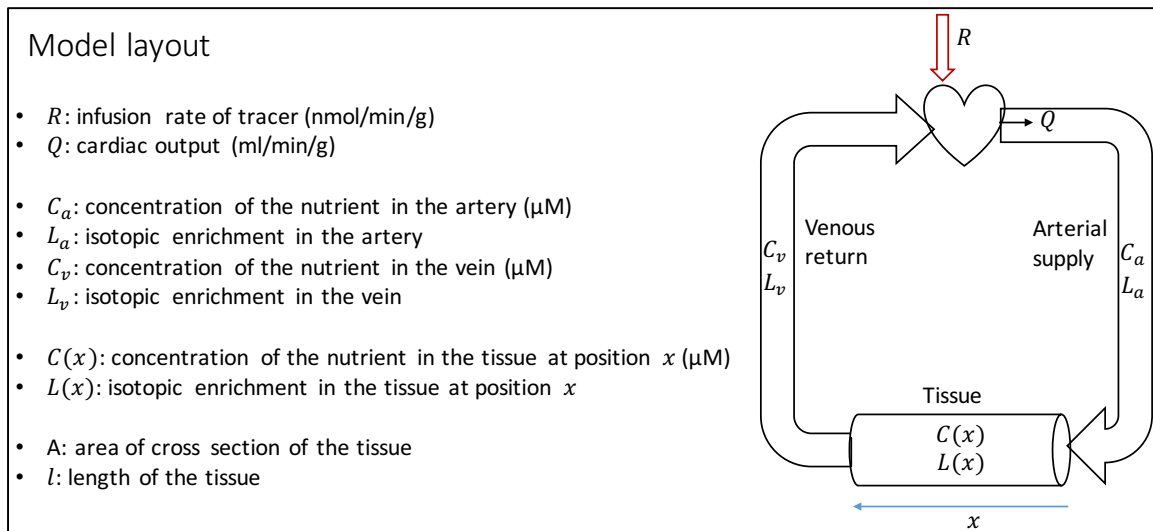 Model layout
• R: infusion rate of tracer (nmol/min/g)
• Q: cardiac output (ml/min/g)
• C_a: concentration of the nutrient in the artery (μM)
• L_a: isotopic enrichment in the artery
• C_v: concentration of the nutrient in the vein (μM)
• L_v: isotopic enrichment in the vein
• C(x): concentration of the nutrient in the tissue at position x (μM)
• L(x): isotopic enrichment in the tissue at position x
• A: area of cross section of the tissue
• l: length of the tissue
R
Q
Venous
return
C_v
L_v
Arterial
supply
C_a
L_a
Tissue
C(x)
L(x)
x